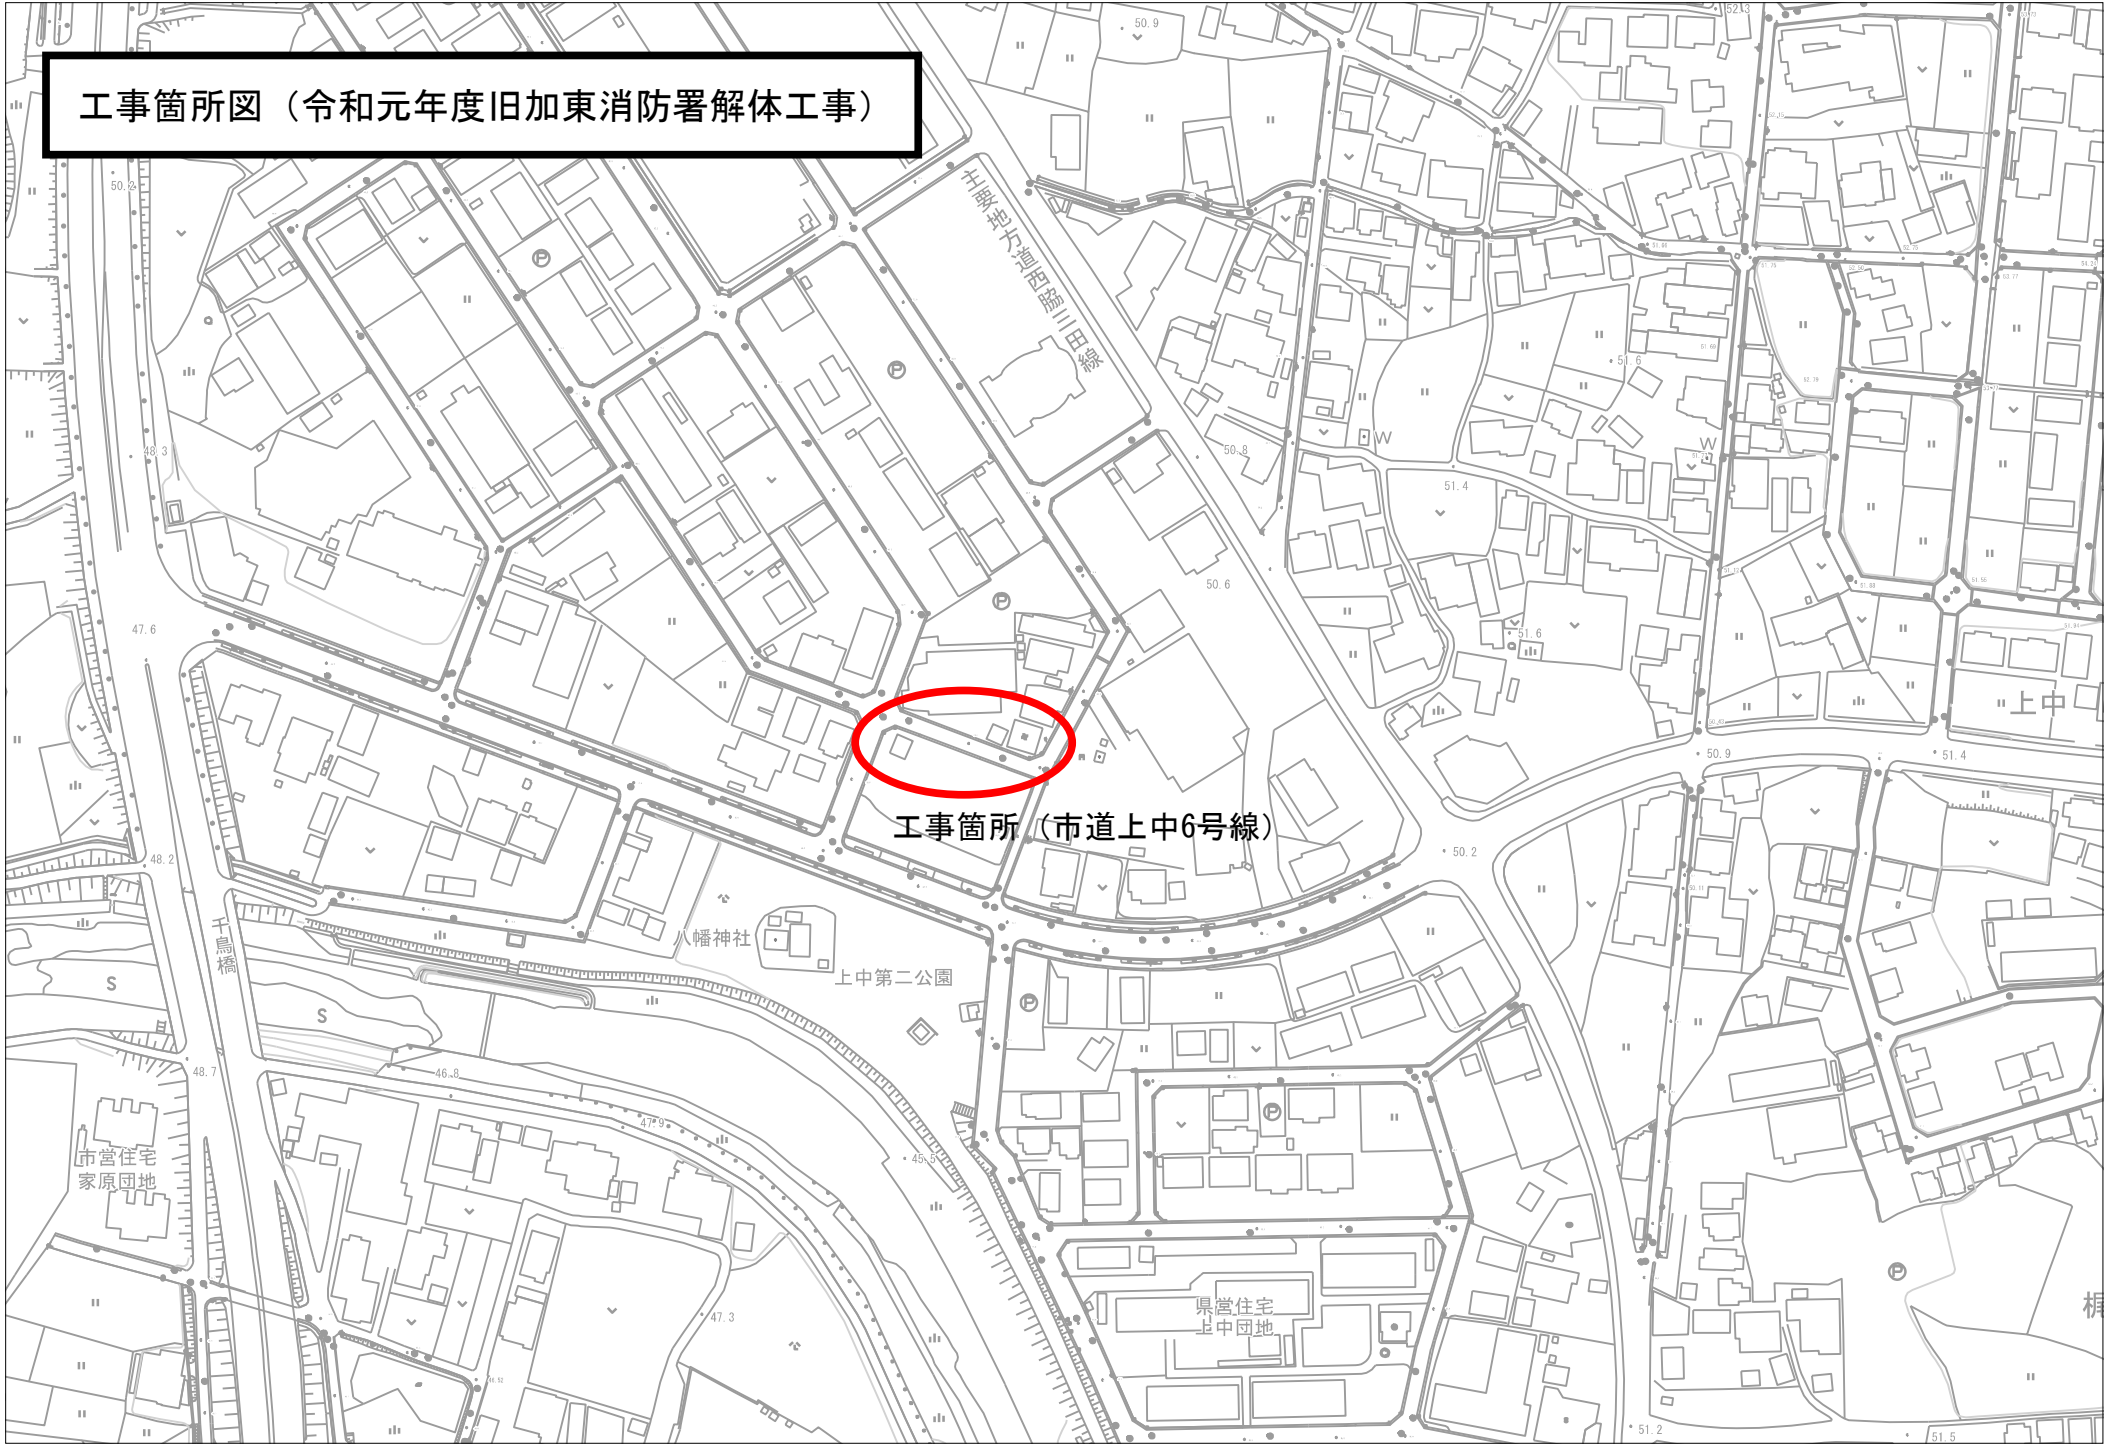 工事箇所図（令和元年度旧加東消防署解体工事）
52.3
50.9
50.2
主要地方道西脇三田線
51.6
48.3
50.8
W
W
51.4
50.6
47.6
51.6
上中
50.9
51.4
工事箇所（市道上中6号線）
48.2
50.2
千鳥橋
八幡神社
上中第二公園
S
S
48.7
46.8
47.9
45.5
市営住宅
家原団地
県営住宅
上中団地
47.3
51.2
51.5
P
P
P
P
P
P